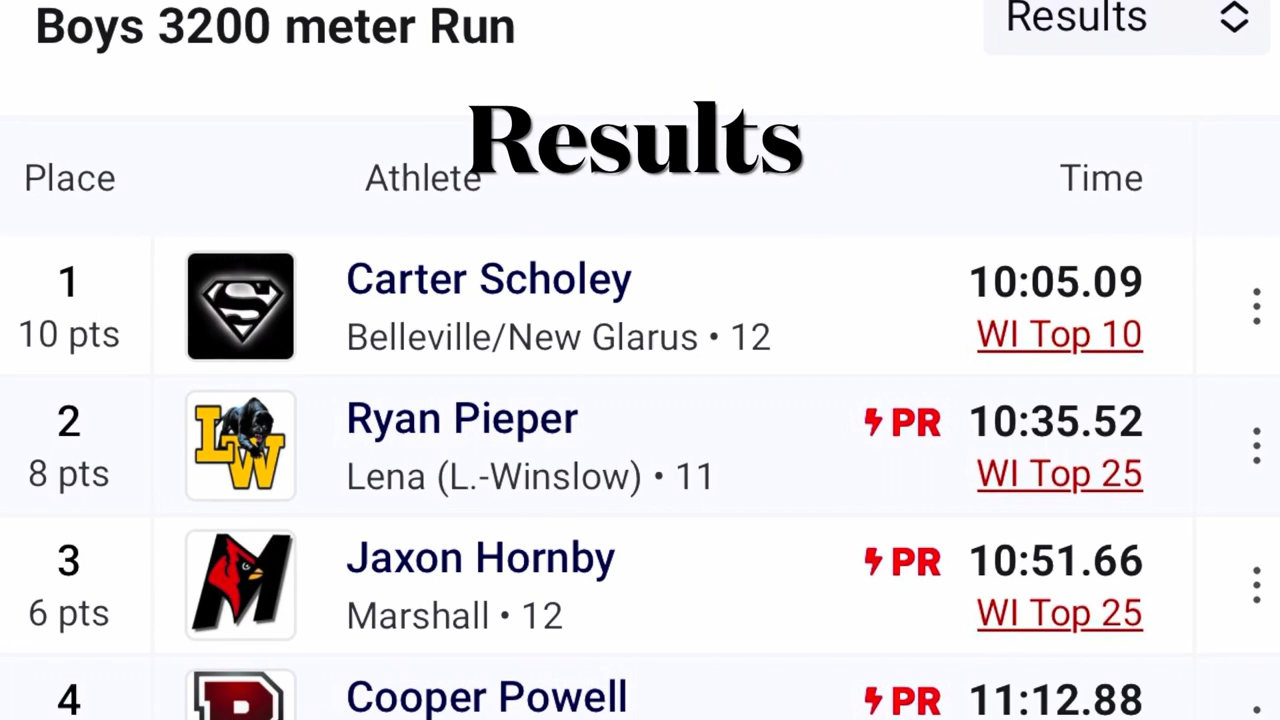 Boys 3200 meter Run
Results
Results
Place Athlete Time
1 Carter Scholey 10:05.09
10 pts Belleville/New Glarus • 12 WI Top 10
2 Ryan Pieper PR 10:35.52
8 pts Lena (L.-Winslow) • 11 WI Top 25
LW
3 Jaxon Hornby PR 10:51.66
6 pts Marshall • 12 WI Top 25
M
4 Cooper Powell PR 11:12.88